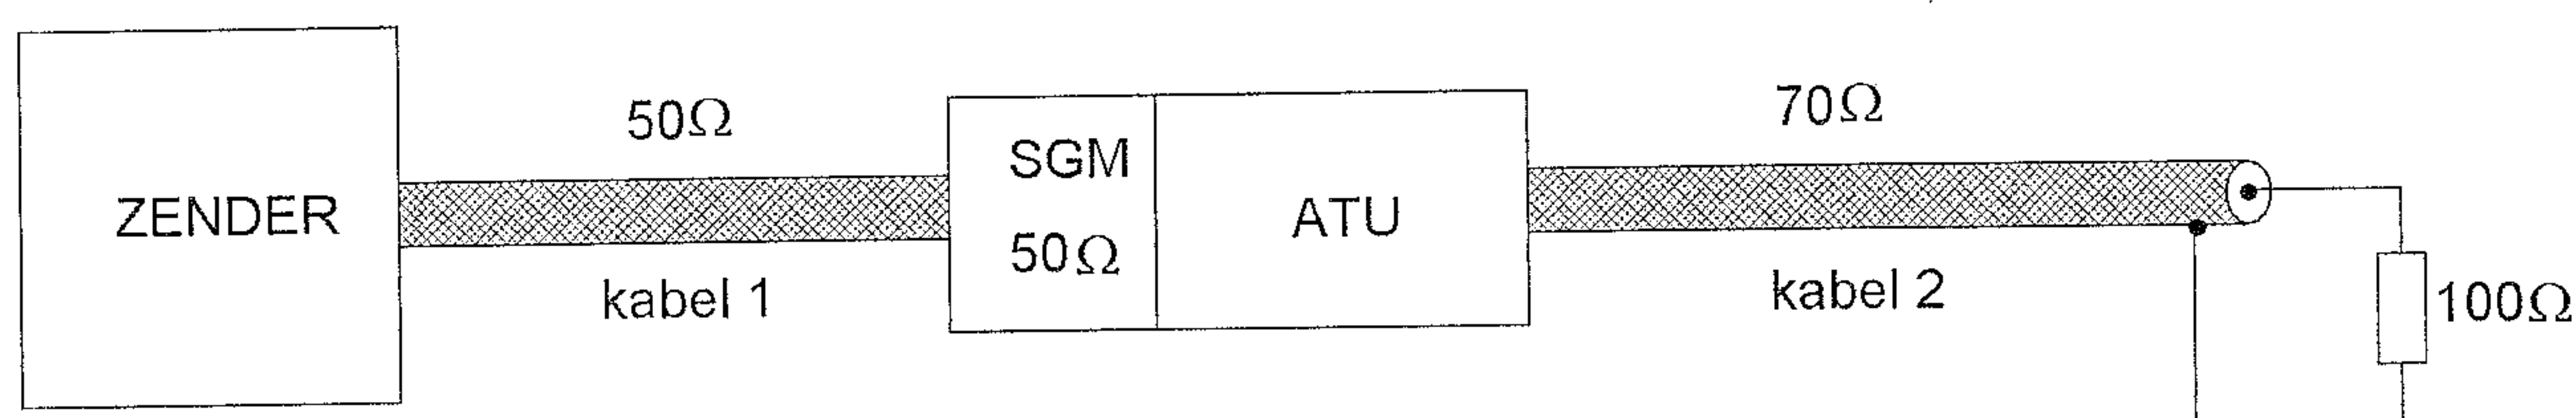 ZENDER
50Ω
kabel 1
SGM
50Ω
ATU
70Ω
kabel 2
100Ω